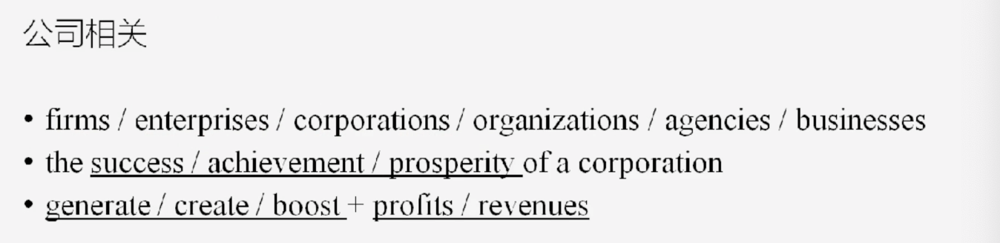 公司相关
• firms / enterprises / corporations / organizations / agencies / businesses
• the success / achievement / prosperity of a corporation
• generate / create / boost + profits / revenues